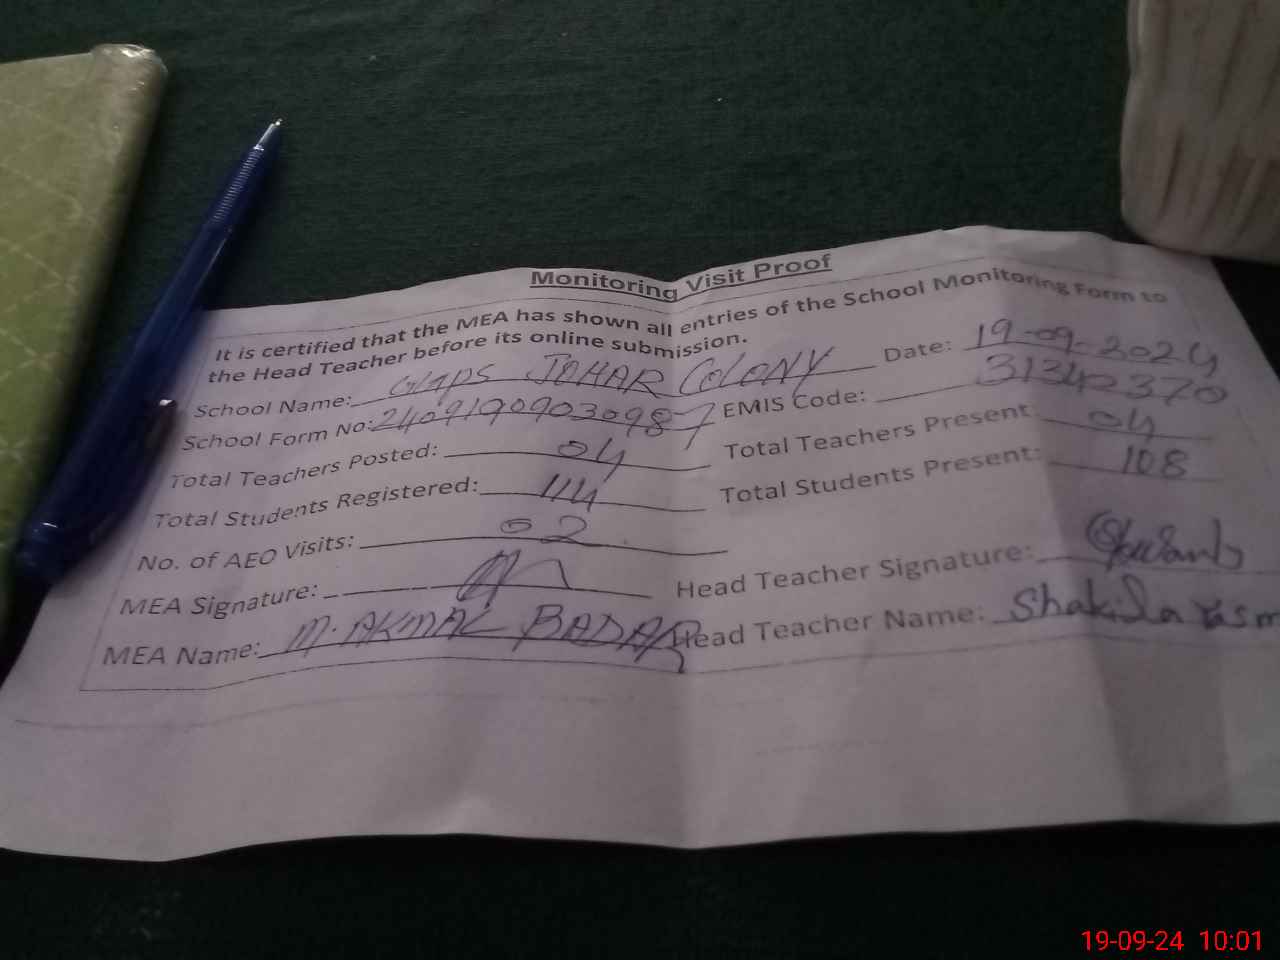 Monitoring Visit Proof
It is certified that the MEA has shown all entries of the School Monitoring Form to
the Head Teacher before its online submission.
School Name: GMPS JOHAR COLONY Date: 19-09-2024
School Form No: 24091909030987 EMIS Code: 31340370
Total Teachers Posted: 04 Total Teachers Present: 04
Total Students Registered: 114 Total Students Present: 108
No. of AEO Visits: 02
MEA Signature: Head Teacher Signature:
MEA Name: M. AKMAL BADAR Head Teacher Name: Shakila Yasm
19-09-24 10:01